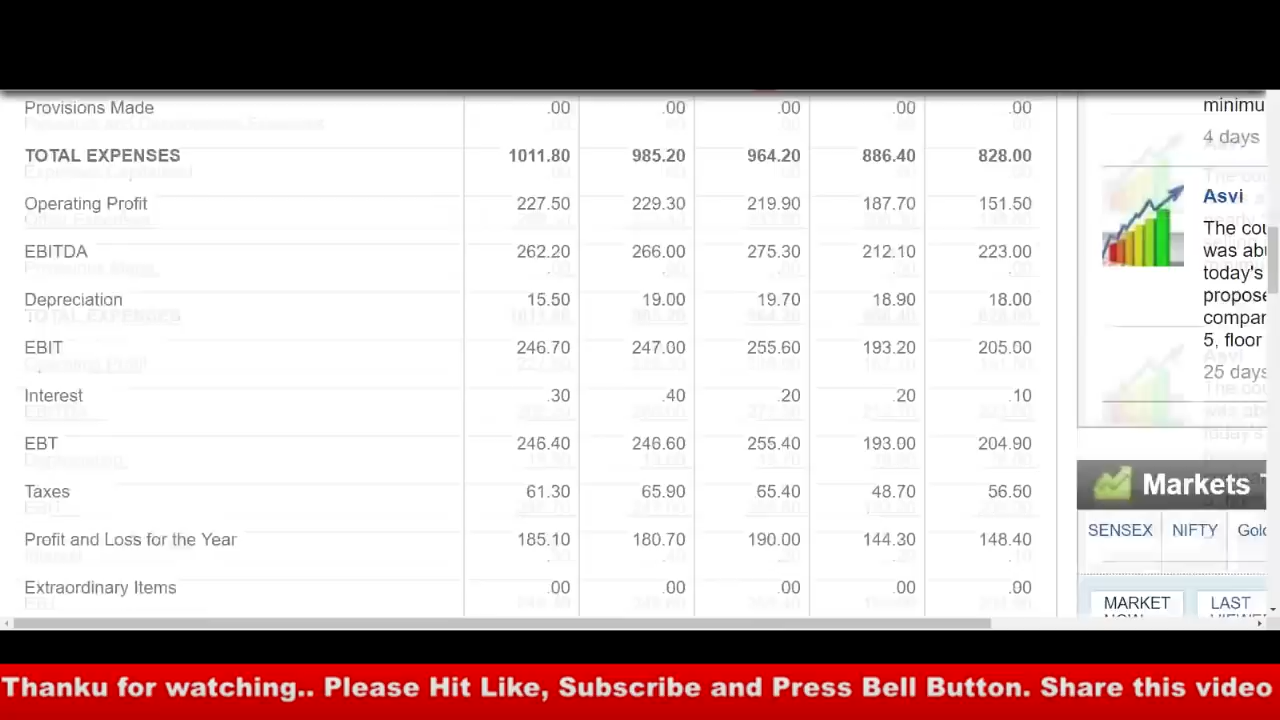 Provisions Made .00 .00 .00 .00 .00
TOTAL EXPENSES 1011.80 985.20 964.20 886.40 828.00
Operating Profit 227.50 229.30 219.90 187.70 151.50
EBITDA 262.20 266.00 275.30 212.10 223.00
Depreciation 15.50 19.00 19.70 18.90 18.00
EBIT 246.70 247.00 255.60 193.20 205.00
Interest .30 .40 .20 .20 .10
EBT 246.40 246.60 255.40 193.00 204.90
Taxes 61.30 65.90 65.40 48.70 56.50
Profit and Loss for the Year 185.10 180.70 190.00 144.30 148.40
Extraordinary Items .00 .00 .00 .00 .00
minimu
4 days
Asvi
The cou
was abu
today's
propose
compar
5, floor
25 days
Markets T
SENSEX NIFTY Gold
MARKET LAST
Thanku for watching.. Please Hit Like, Subscribe and Press Bell Button. Share this video